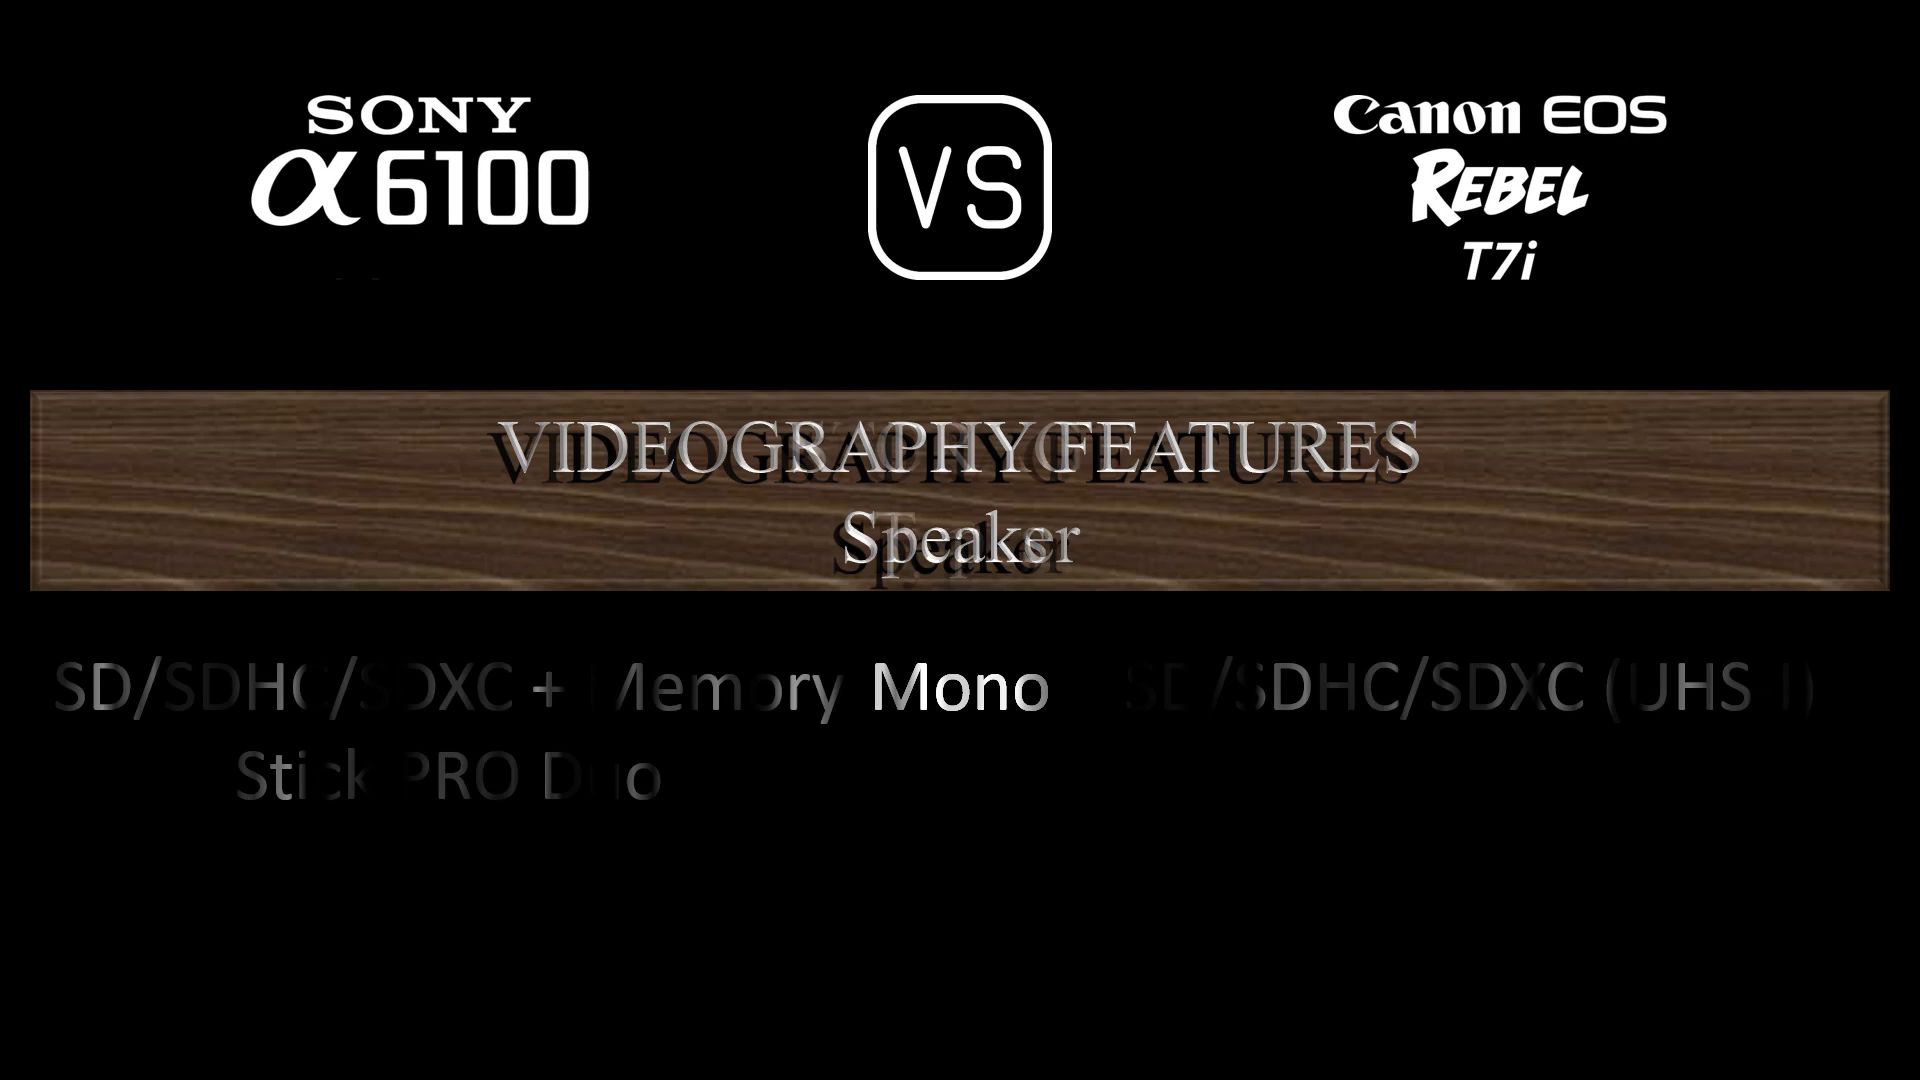 SONY
α6100
VS
Canon EOS
REBEL
T7i
VIDEOGRAPHY FEATURES
Speaker
SD/SDHC/SDXC + Memory
Stick PRO Duo
Mono
SD/SDHC/SDXC (UHS-I)